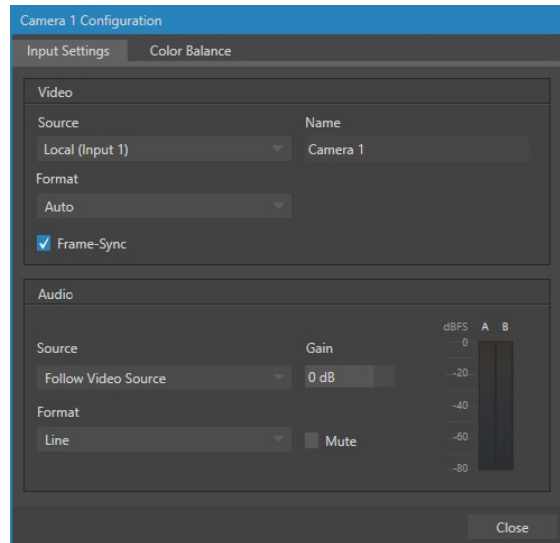 Camera 1 Configuration
Input Settings Color Balance
Video
Source Name
Local (Input 1) Camera 1
Format
Auto
Frame-Sync
Audio
dBFS A B
0
Source Gain
Follow Video Source 0 dB -20
Format -40
Line Mute -60
-80
Close